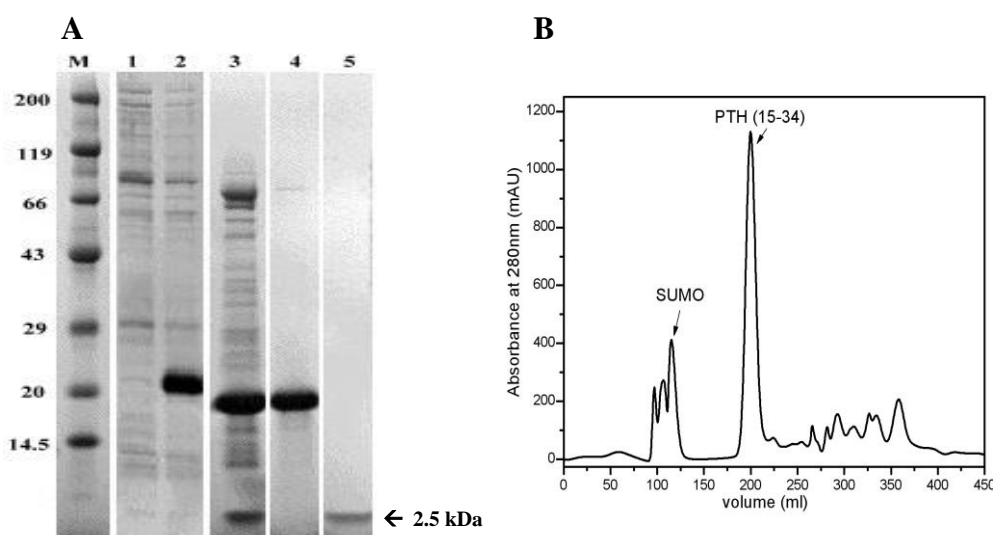 A
M 1 2 3 4 5
200
119
66
43
29
20
14.5
← 2.5 kDa
B
Absorbance at 280nm (mAU)
1200
1000
800
600
400
200
0
PTH (15-34)
SUMO
0 50 100 150 200 250 300 350 400 450
volume (ml)